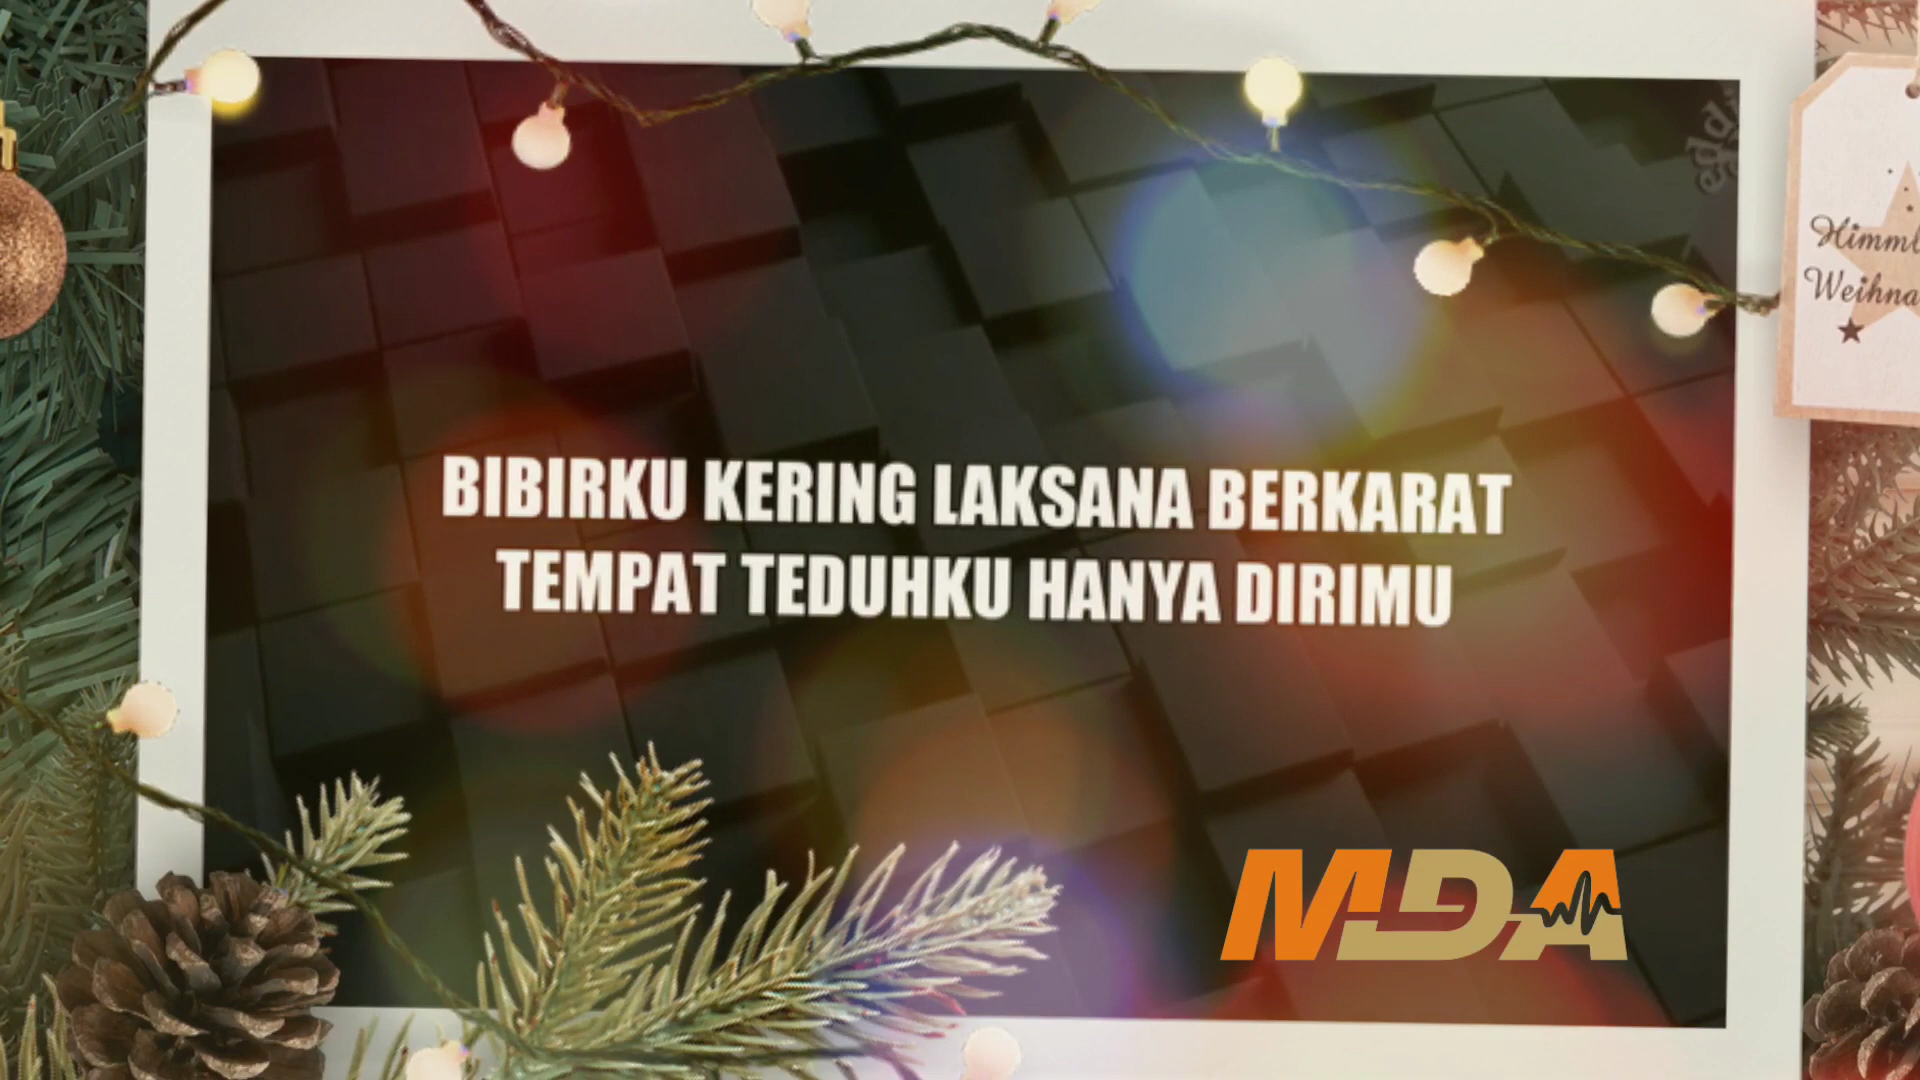 BIBIRKU KERING LAKSANA BERKARAT
TEMPAT TEDUHKU HANYA DIRIMU
MDA